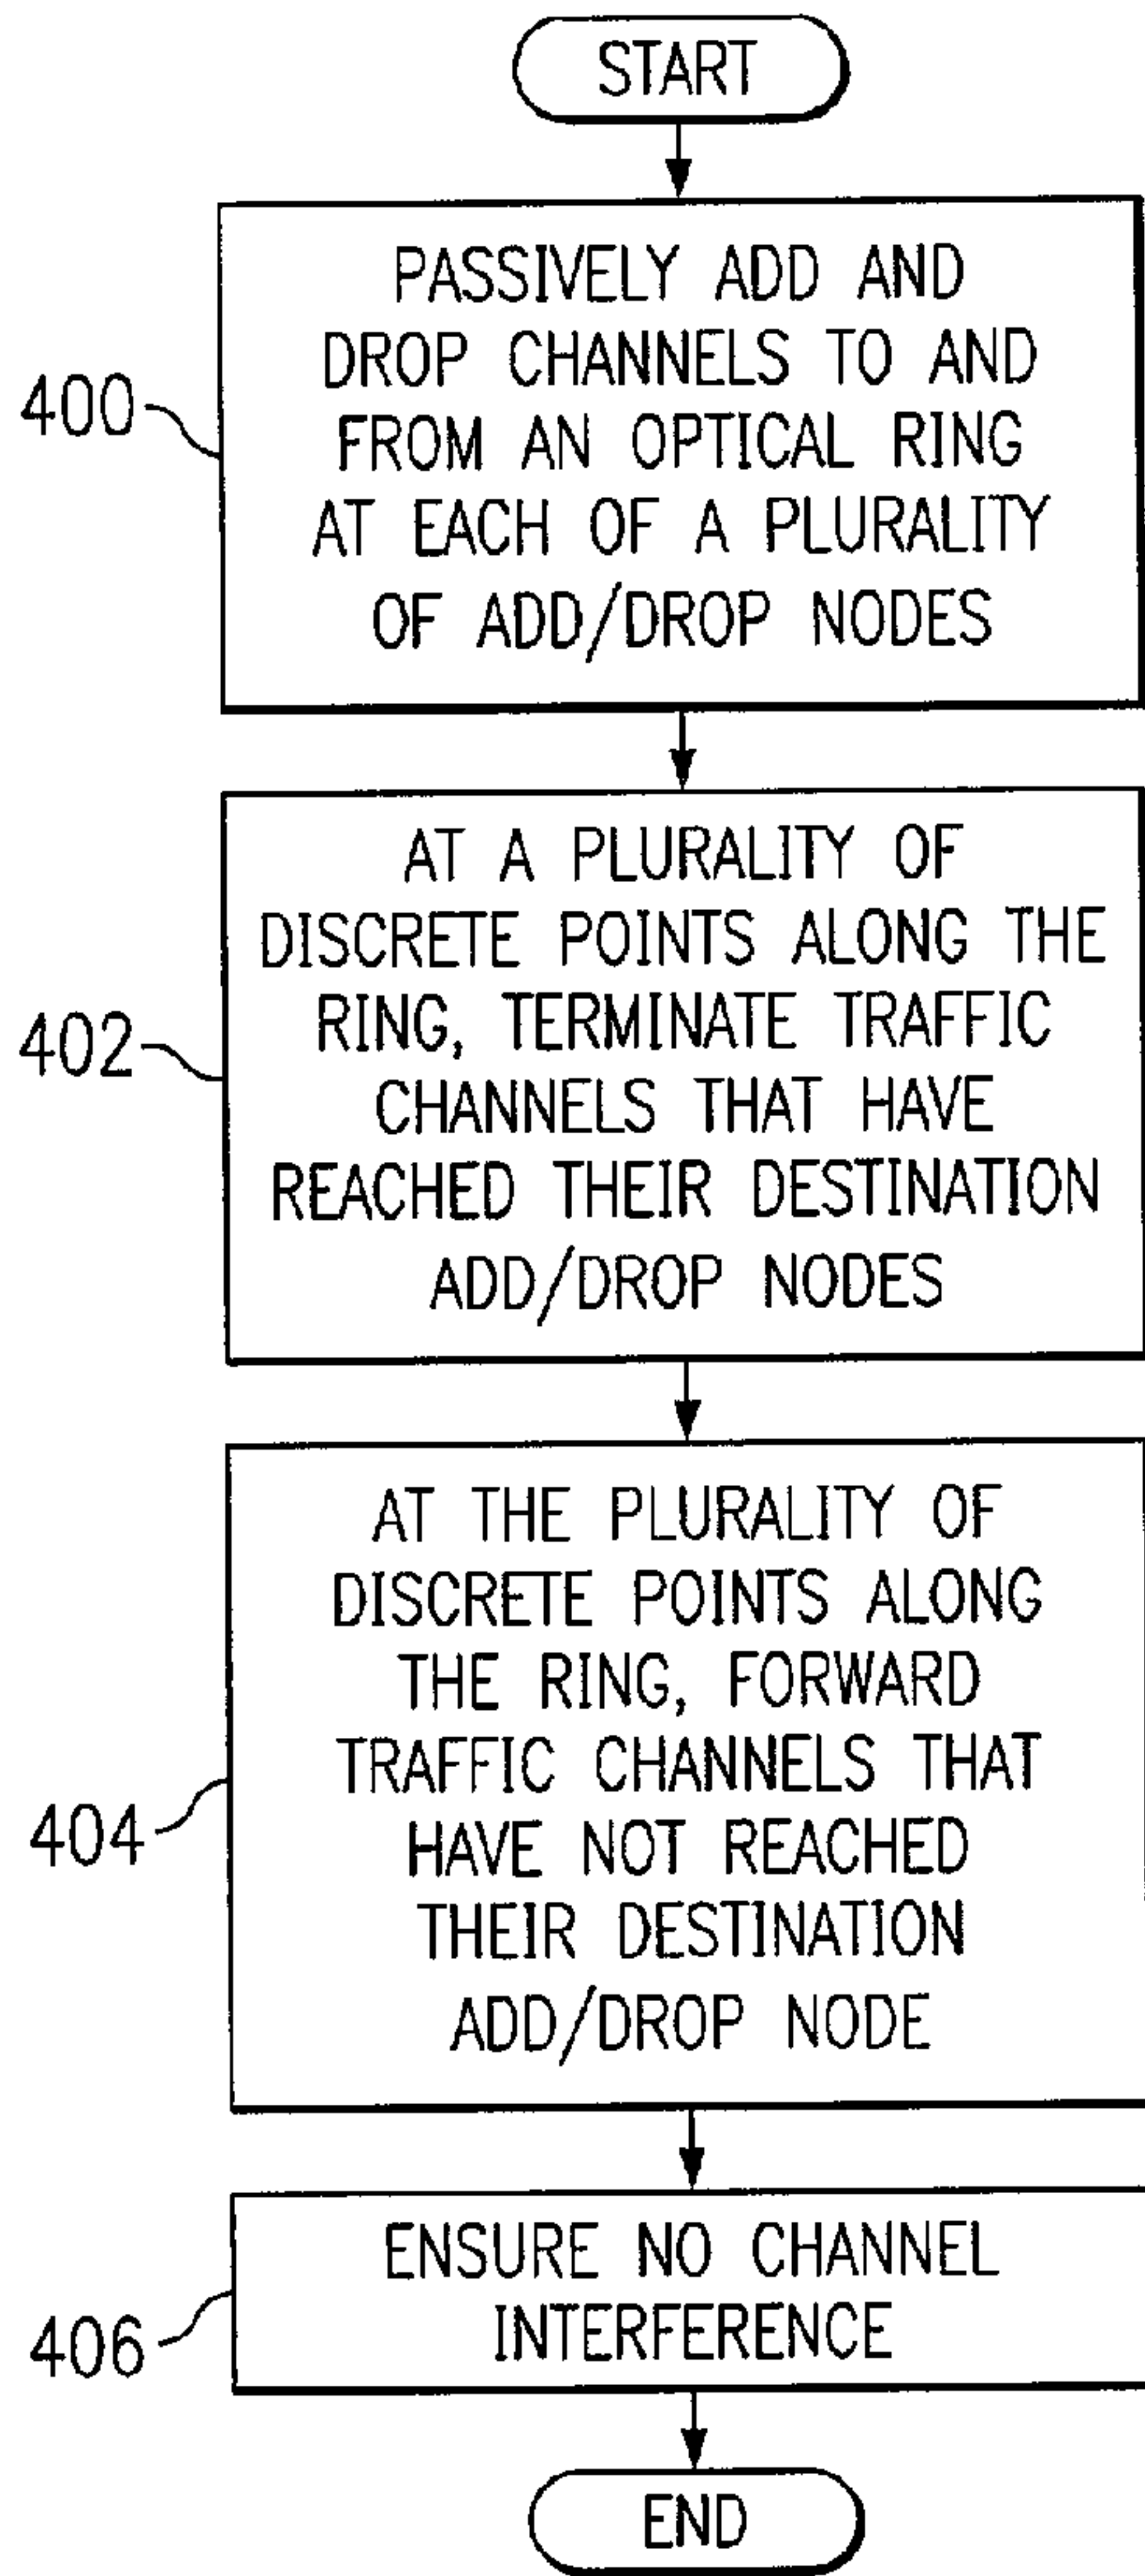 START
PASSIVELY ADD AND
DROP CHANNELS TO AND
FROM AN OPTICAL RING
AT EACH OF A PLURALITY
OF ADD/DROP NODES
400
AT A PLURALITY OF
DISCRETE POINTS ALONG THE
RING, TERMINATE TRAFFIC
CHANNELS THAT HAVE
REACHED THEIR DESTINATION
ADD/DROP NODES
402
AT THE PLURALITY OF
DISCRETE POINTS ALONG
THE RING, FORWARD
TRAFFIC CHANNELS THAT
HAVE NOT REACHED
THEIR DESTINATION
ADD/DROP NODE
404
ENSURE NO CHANNEL
INTERFERENCE
406
END